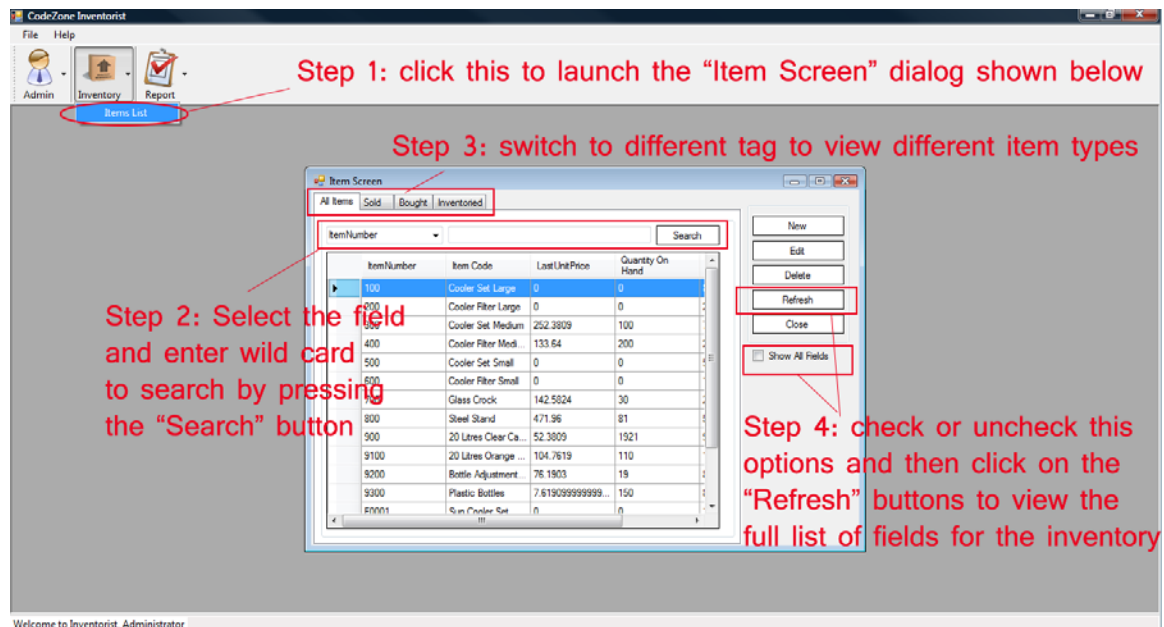 CodeZone Inventorist
File Help
Admin Inventory Report
Items List
Step 1: click this to launch the “Item Screen” dialog shown below
Step 3: switch to different tag to view different item types
Item Screen
All Items Sold Bought Inventoried
ItemNumber Search
ItemNumber Item Code LastUnitPrice Quantity On
Hand
100 Cooler Set Large 0 0
200 Cooler Filter Large 0 0
300 Cooler Set Medium 252.3809 100
400 Cooler Filter Medi... 133.64 200
500 Cooler Set Small 0 0
600 Cooler Filter Small 0 0
Glass Crock 142.5824 30
800 Steel Stand 471.96 81
900 20 Litres Clear Ca... 52.3809 1921
9100 20 Litres Orange ... 104.7619 110
9200 Bottle Adjustment... 76.1903 19
9300 Plastic Bottles 7.619099999999... 150
E0001 Sun Cooler Set 0 0
New
Edit
Delete
Refresh
Close
Show All Fields
Step 2: Select the field
and enter wild card
to search by pressing
the “Search” button
Step 4: check or uncheck this
options and then click on the
“Refresh” buttons to view the
full list of fields for the inventory
Welcome to Inventorist, Administrator